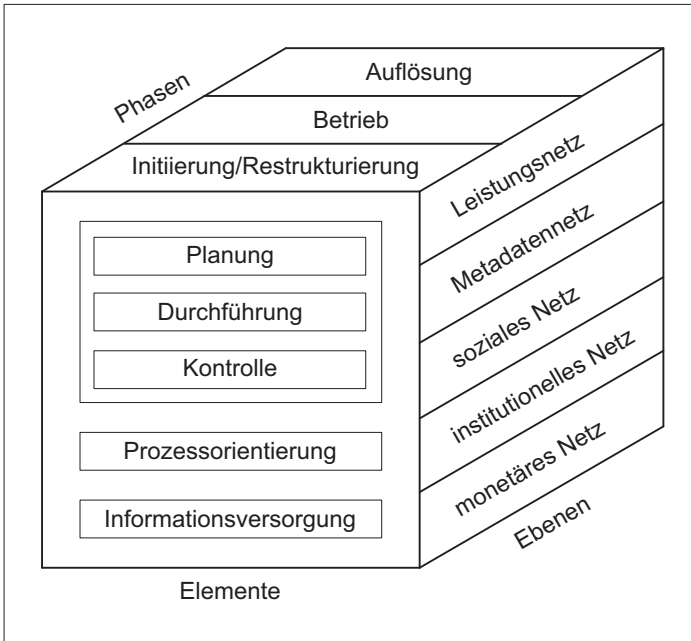 Phasen
Auflösung
Betrieb
Initiierung/Restrukturierung
Planung
Durchführung
Kontrolle
Prozessorientierung
Informationsversorgung
Elemente
Leistungsnetz
Metadatennetz
soziales Netz
institutionelles Netz
monetäres Netz
Ebenen